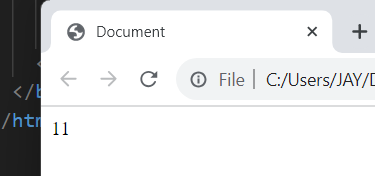 Document
File C:/Users/JAY/D
11
<
</b
/htm